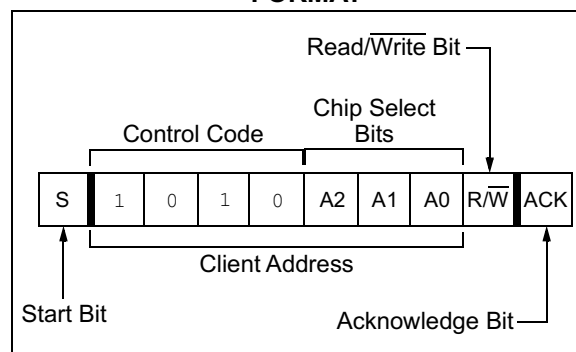 Read/Write Bit
Chip Select
Bits
Control Code
S 1 0 1 0 A2 A1 A0 R/W ACK
Client Address
Start Bit
Acknowledge Bit